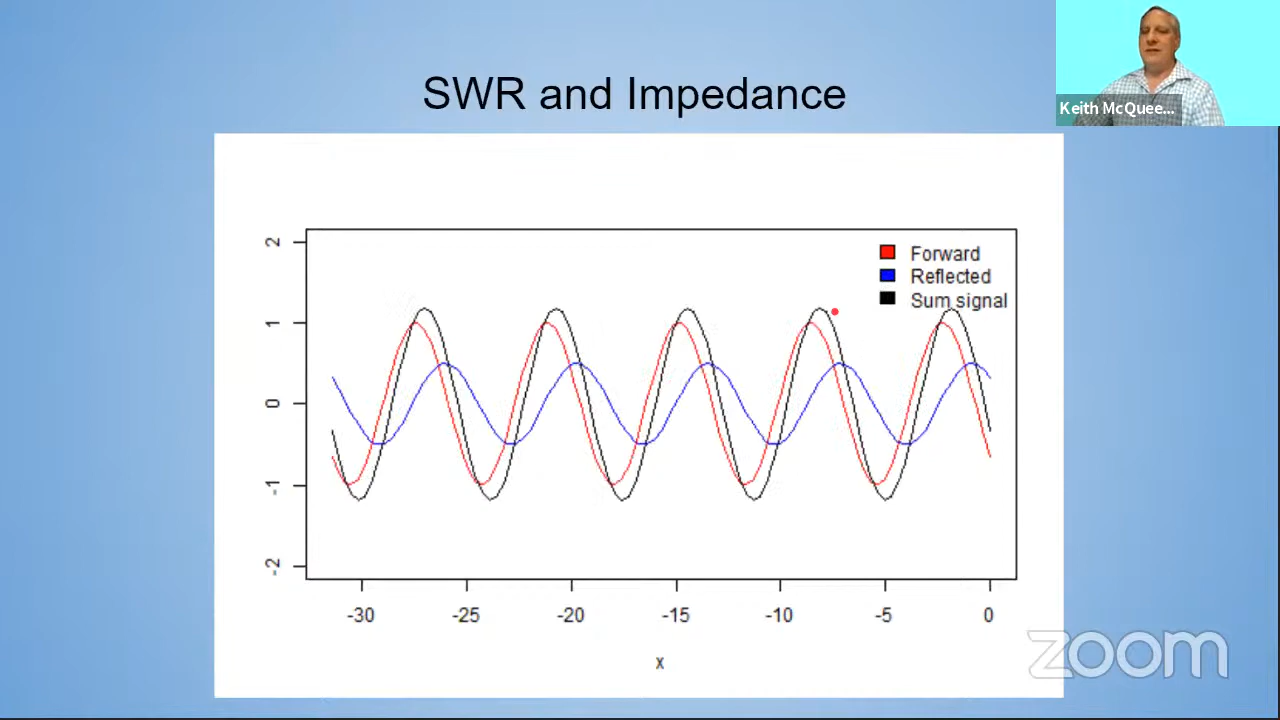 SWR and Impedance
Keith McQuee...
2
1
0
-1
-2
Forward
Reflected
Sum signal
-30 -25 -20 -15 -10 -5 0
x
zoom